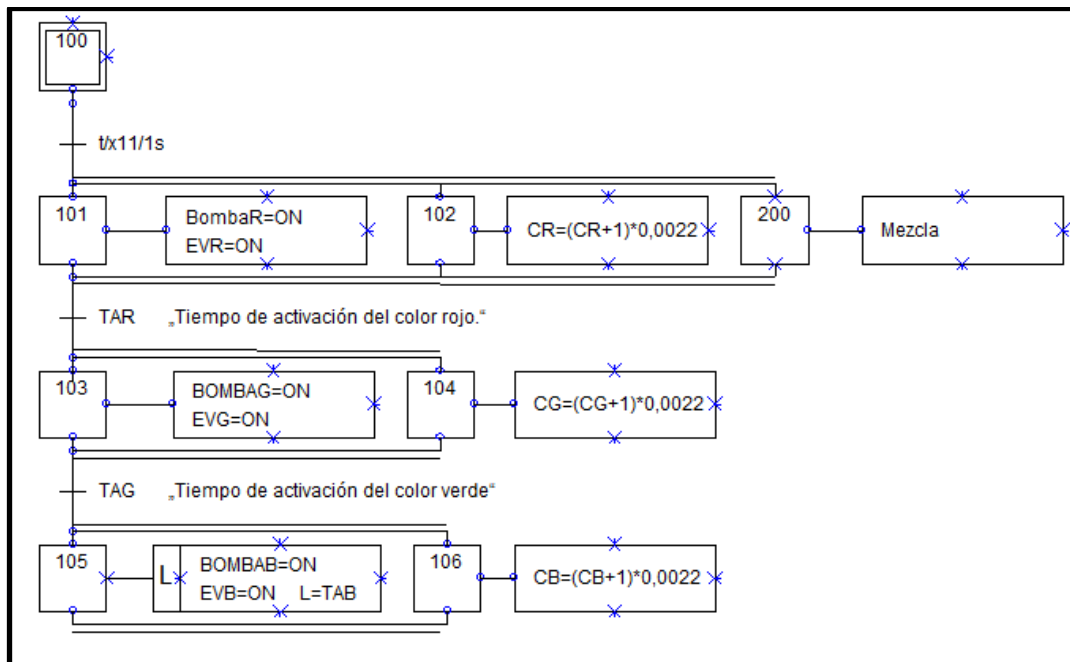 100
t/x11/1s
101
BombaR=ON
EVR=ON
102
CR=(CR+1)*0,0022
200
Mezcla
TAR „Tiempo de activación del color rojo.“
103
BOMBAG=ON
EVG=ON
104
CG=(CG+1)*0,0022
TAG „Tiempo de activación del color verde“
105
L
BOMBAB=ON
EVB=ON L=TAB
106
CB=(CB+1)*0,0022